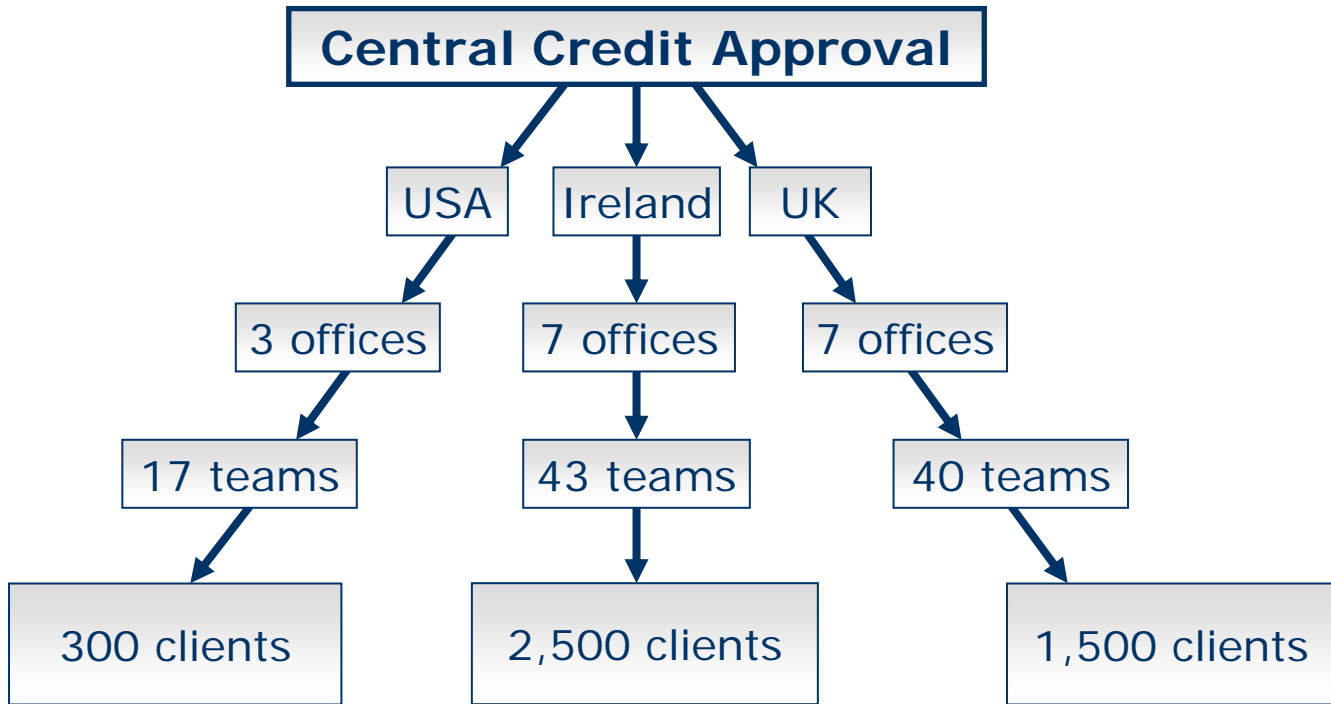 Central Credit Approval
USA
Ireland
UK
3 offices
7 offices
7 offices
17 teams
43 teams
40 teams
300 clients
2,500 clients
1,500 clients